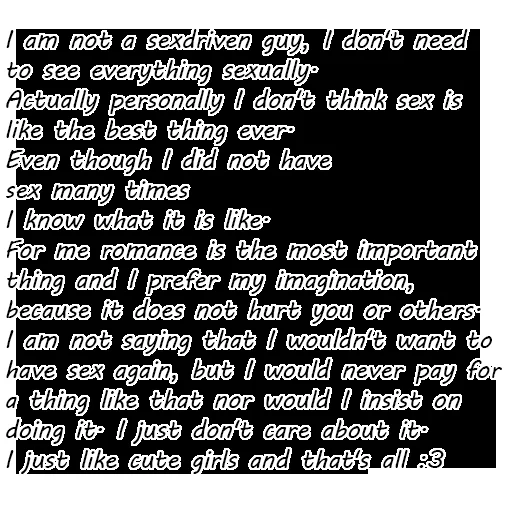 I am not a sexdriven guy, I don't need
to see everything sexually.
Actually personally I don't think sex is
like the best thing ever.
Even though I did not have
sex many times
I know what it is like.
For me romance is the most important
thing and I prefer my imagination,
because it does not hurt you or others.
I am not saying that I wouldn't want to
have sex again, but I would never pay for
a thing like that nor would I insist on
doing it. I just don't care about it.
I just like cute girls and that's all :3